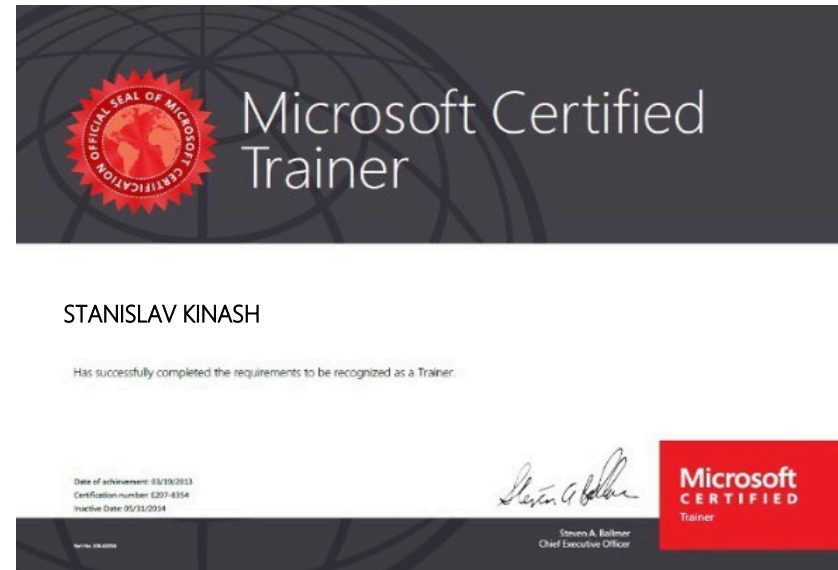 OFFICIAL SEAL OF MICROSOFT CERTIFICATION
Microsoft Certified
Trainer
STANISLAV KINASH
Has successfully completed the requirements to be recognized as a Trainer.
Date of achievement: 03/19/2013
Certification number: E207-8354
Inactive Date: 05/31/2014
Steven A. Ballmer
Chief Executive Officer
Microsoft
CERTIFIED
Trainer
Part No.